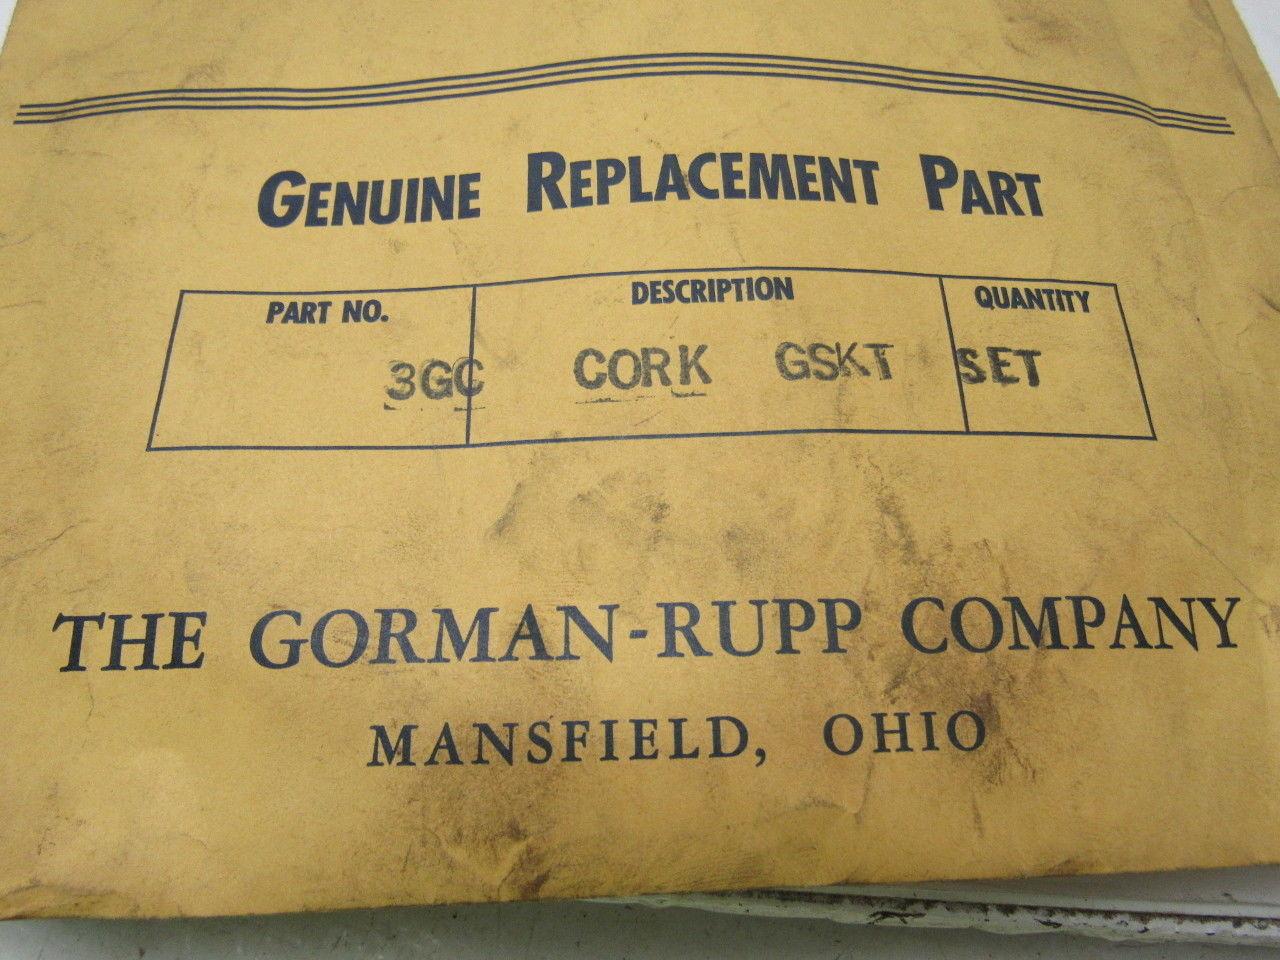 GENUINE REPLACEMENT PART
PART NO. DESCRIPTION QUANTITY
3GC CORK GSKT SET
THE GORMAN-RUPP COMPANY
MANSFIELD, OHIO